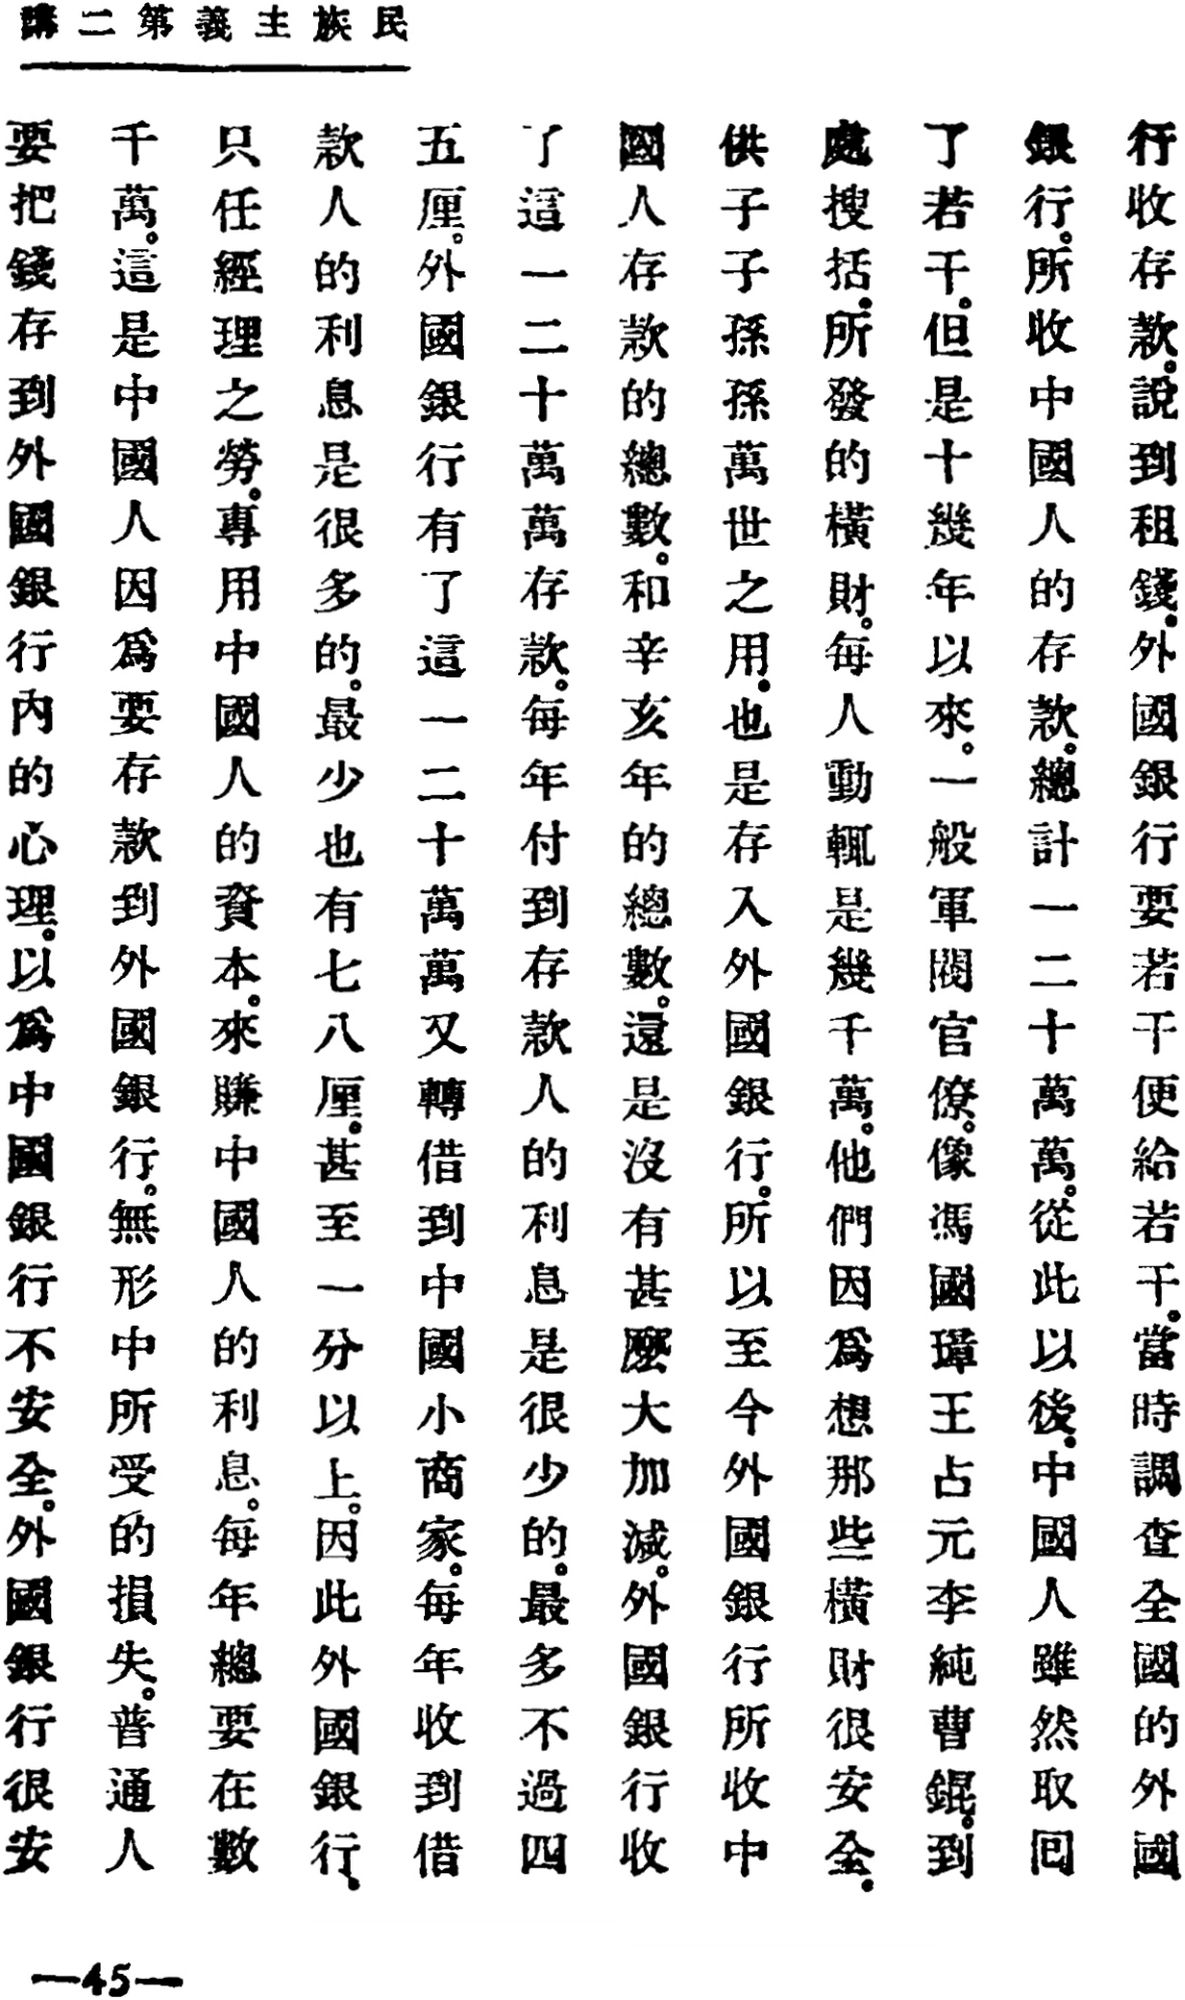 民族主義第二講
行收存款。說到租錢。外國銀行要若干便給若干。當時調查全國的外國
銀行。所收中國人的存款。總計一二十萬萬。從此以後。中國人雖然取回
了若干。但是十幾年以來。一般軍閥官僚。像馮國璋王占元李純曹錕。到
處搜括。所發的橫財。每人動輒是幾千萬。他們因爲想那些橫財很安全。
供子子孫孫萬世之用。也是存入外國銀行。所以至今外國銀行所收中
國人存款的總數。和辛亥年的總數。還是沒有甚麼大加減。外國銀行收
了這一二十萬萬存款。每年付到存款人的利息是很少的。最多不過四
五厘。外國銀行有了這一二十萬萬又轉借到中國小商家。每年收到借
款人的利息是很多的。最少也有七八厘。甚至一分以上。因此外國銀行。
只任經理之勞。專用中國人的資本。來賺中國人的利息。每年總要在數
千萬。這是中國人因爲要存款到外國銀行。無形中所受的損失。普通人
要把錢存到外國銀行內的心理。以爲中國銀行不安全。外國銀行很安
—45—